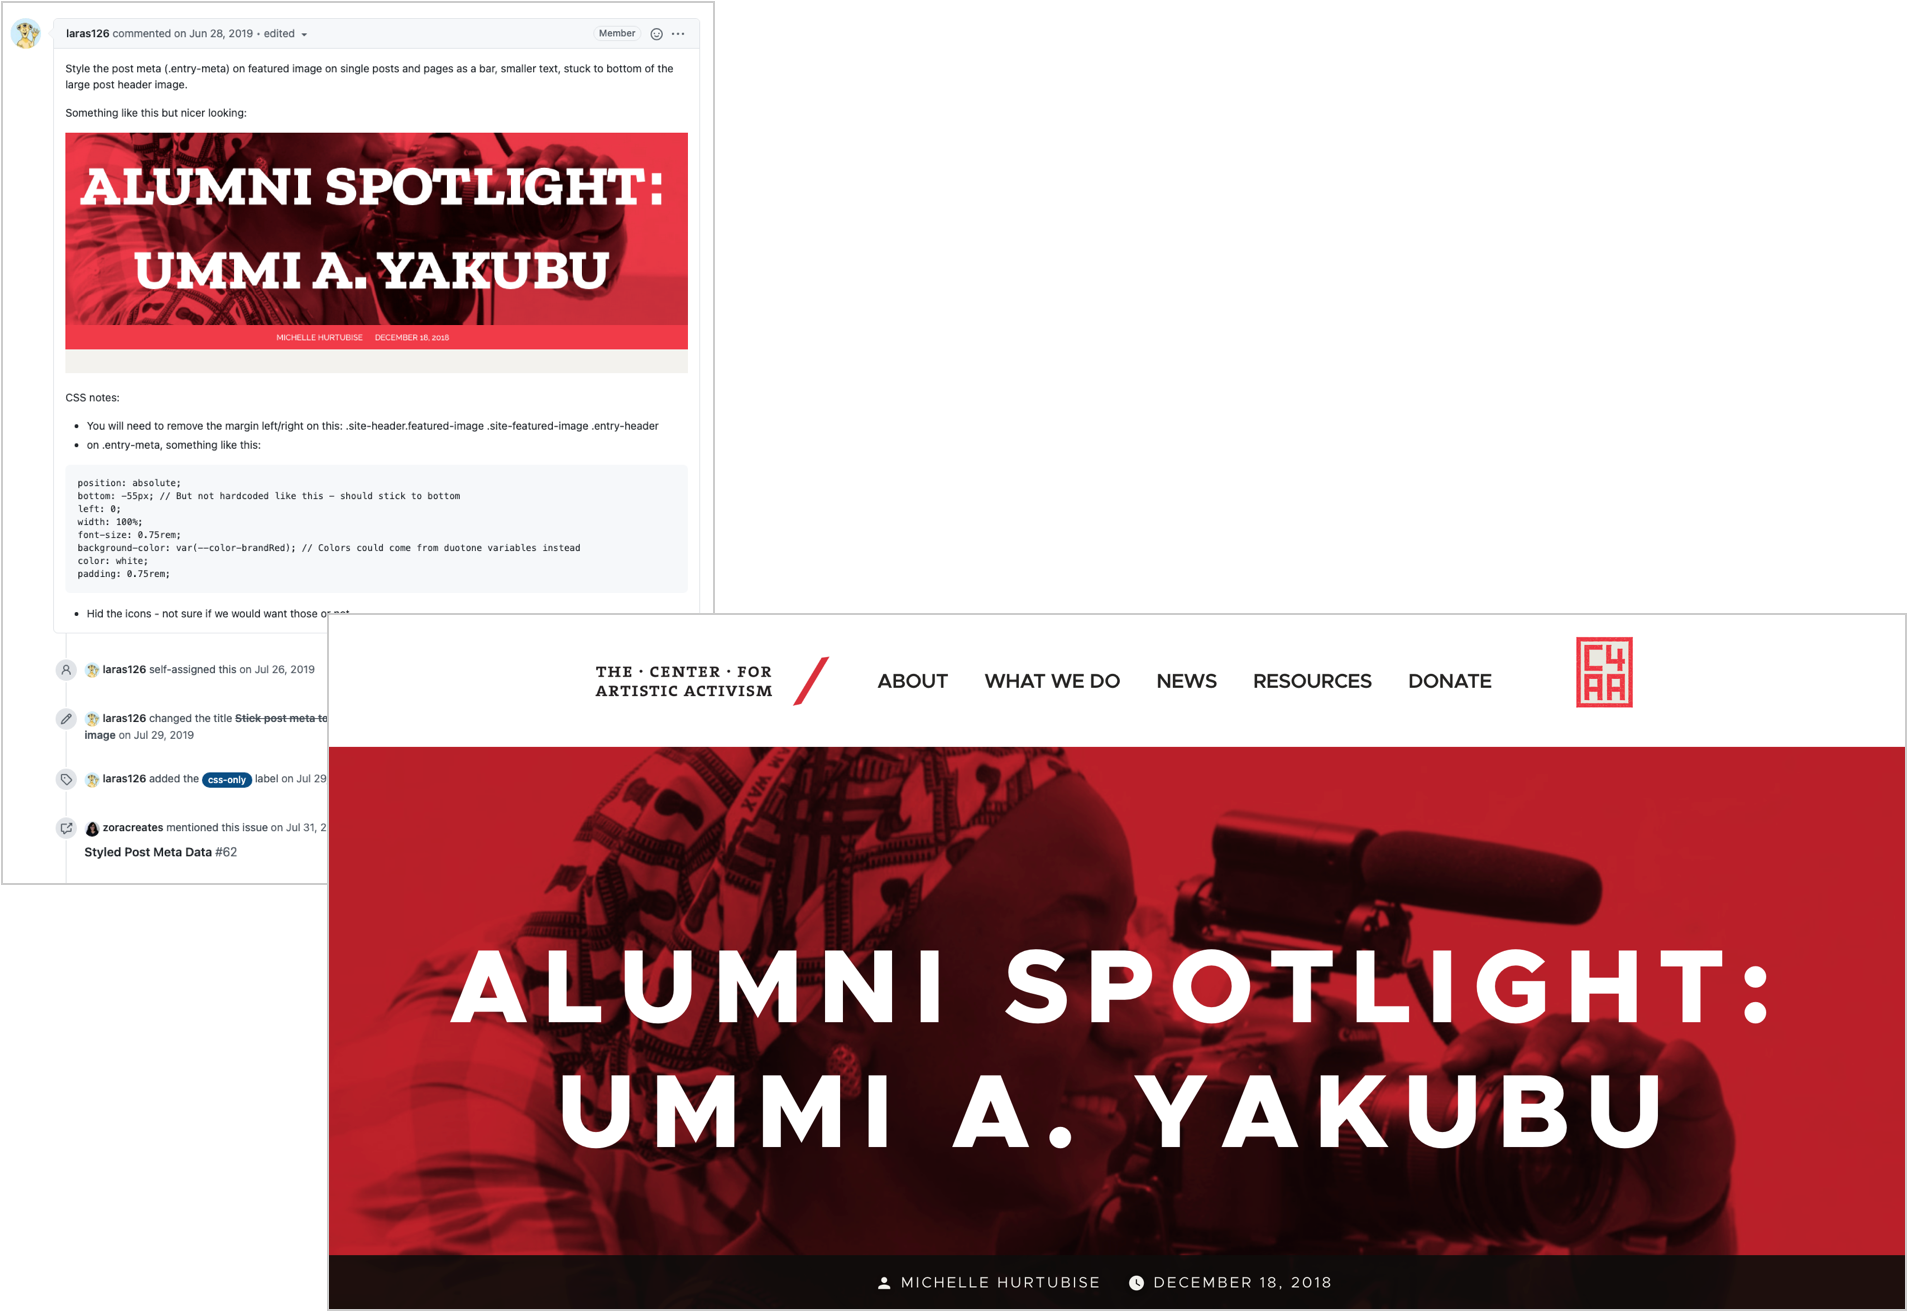 laras126 commented on Jun 28, 2019 • edited
Member
Style the post meta (.entry-meta) on featured image on single posts and pages as a bar, smaller text, stuck to bottom of the
large post header image.
Something like this but nicer looking:
ALUMNI SPOTLIGHT:
UMMI A. YAKUBU
MICHELLE HURTUBISE DECEMBER 18, 2018
CSS notes:
• You will need to remove the margin left/right on this: .site-header.featured-image .site-featured-image .entry-header
• on .entry-meta, something like this:
position: absolute;
bottom: -55px; // But not hardcoded like this - should stick to bottom
left: 0;
width: 100%;
font-size: 0.75rem;
background-color: var(--color-brandRed); // Colors could come from duotone variables instead
color: white;
padding: 0.75rem;
• Hid the icons - not sure if we would want those or not
laras126 self-assigned this on Jul 26, 2019
laras126 changed the title Stick post meta to
image on Jul 29, 2019
laras126 added the css-only label on Jul 29
zoracreates mentioned this issue on Jul 31, 2
Styled Post Meta Data #62
THE · CENTER · FOR
ARTISTIC ACTIVISM
ABOUT WHAT WE DO NEWS RESOURCES DONATE
C4
AA
WAX
ALUMNI SPOTLIGHT:
UMMI A. YAKUBU
MICHELLE HURTUBISE DECEMBER 18, 2018